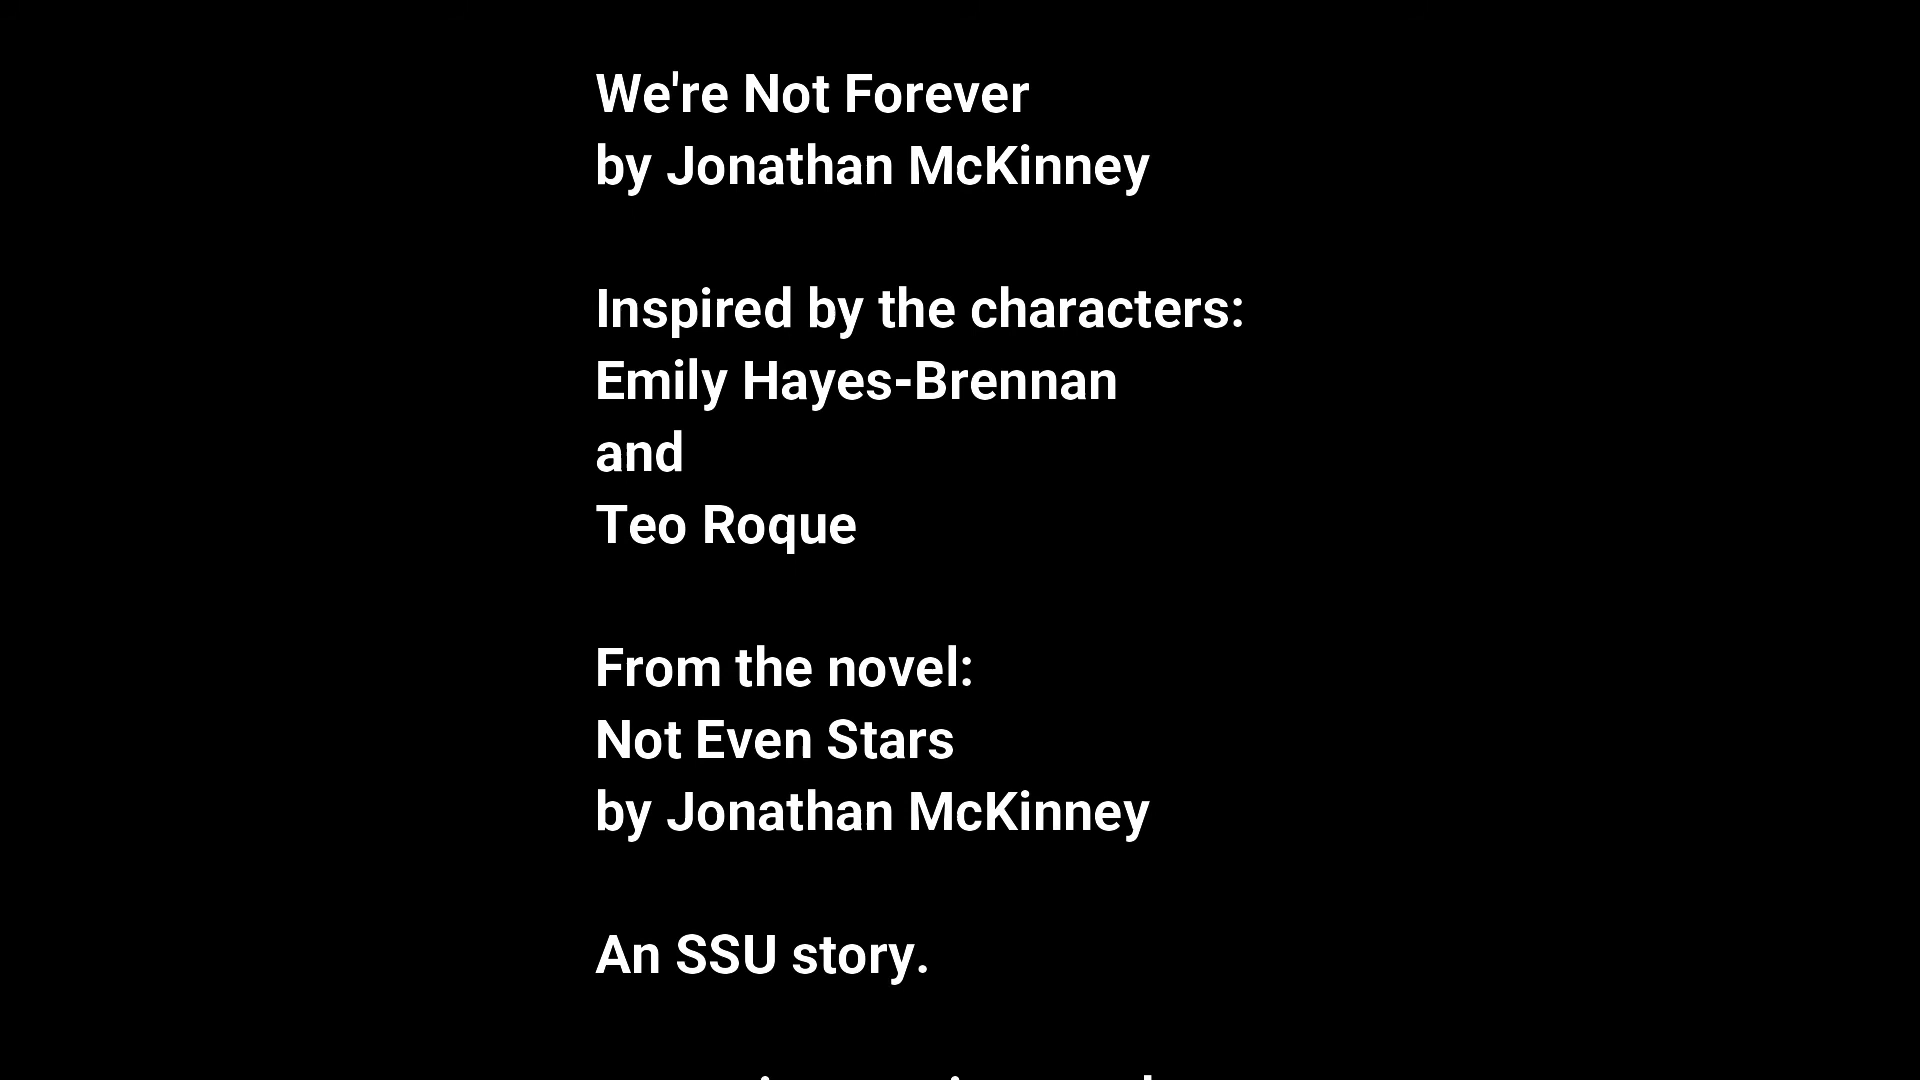 We're Not Forever
by Jonathan McKinney
Inspired by the characters:
Emily Hayes-Brennan
and
Teo Roque
From the novel:
Not Even Stars
by Jonathan McKinney
An SSU story.